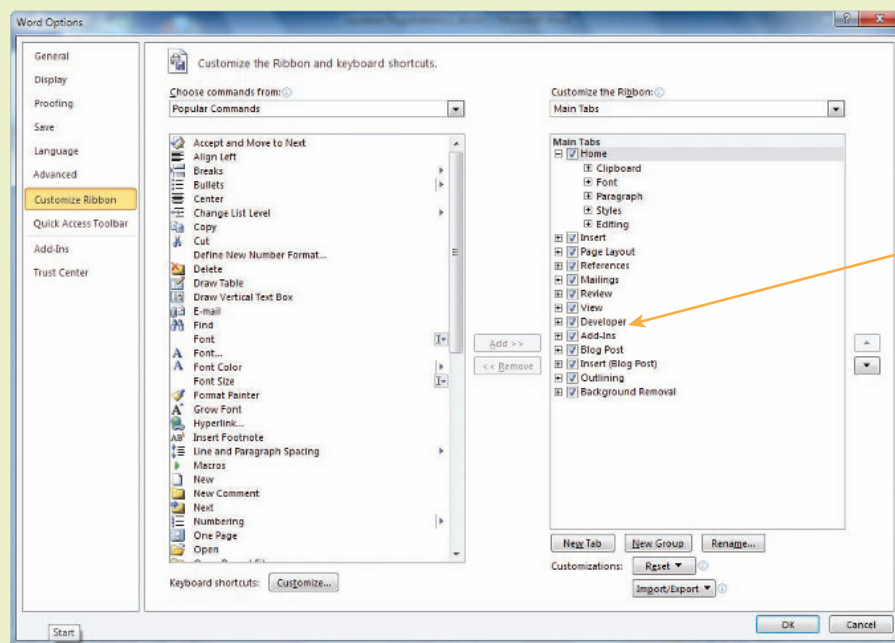 Word Options
General
Display
Proofing
Save
Language
Advanced
Customize Ribbon
Quick Access Toolbar
Add-Ins
Trust Center
Customize the Ribbon and keyboard shortcuts.
Choose commands from:
Popular Commands
Accept and Move to Next
Align Left
Breaks
Bullets
Center
Change List Level
Copy
Cut
Define New Number Format...
Delete
Draw Table
Draw Vertical Text Box
E-mail
Find
Font
Font...
Font Color
Font Size
Format Painter
Grow Font
Hyperlink...
Insert Footnote
Line and Paragraph Spacing
Macros
New
New Comment
Next
Numbering
One Page
Open
Keyboard shortcuts: Customize...
Add >>
<< Remove
Customize the Ribbon:
Main Tabs
Main Tabs
Home
Clipboard
Font
Paragraph
Styles
Editing
Insert
Page Layout
References
Mailings
Review
View
Developer
Add-Ins
Blog Post
Insert (Blog Post)
Outlining
Background Removal
New Tab New Group Rename...
Customizations: Reset
Import/Export
OK Cancel
Start